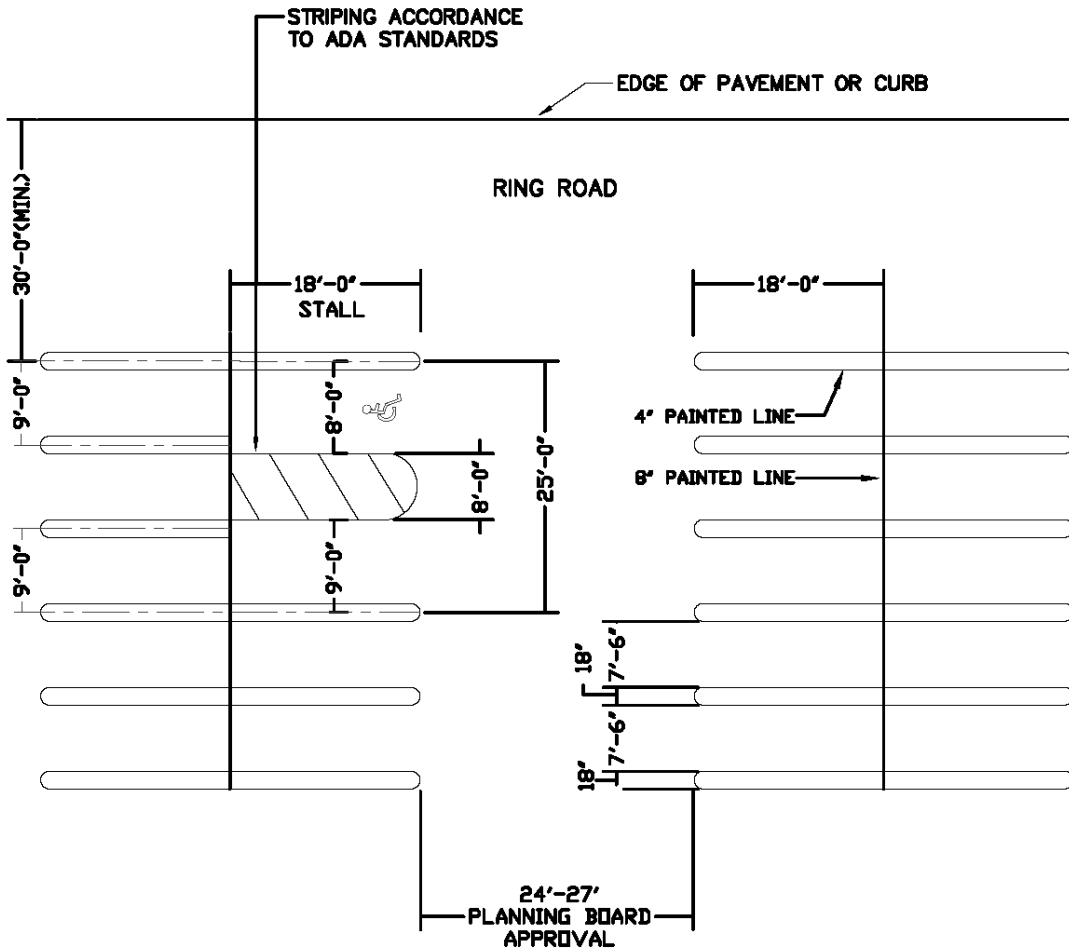 STRIPING ACCORDANCE
TO ADA STANDARDS
EDGE OF PAVEMENT OR CURB
RING ROAD
30'-0"(MIN.)
18'-0"
STALL
18'-0"
9'-0"
8'-0"
25'-0"
8'-0"
9'-0"
9'-0"
4" PAINTED LINE
8" PAINTED LINE
18"
7'-6"
7'-6"
18"
24'-27'
PLANNING BOARD
APPROVAL